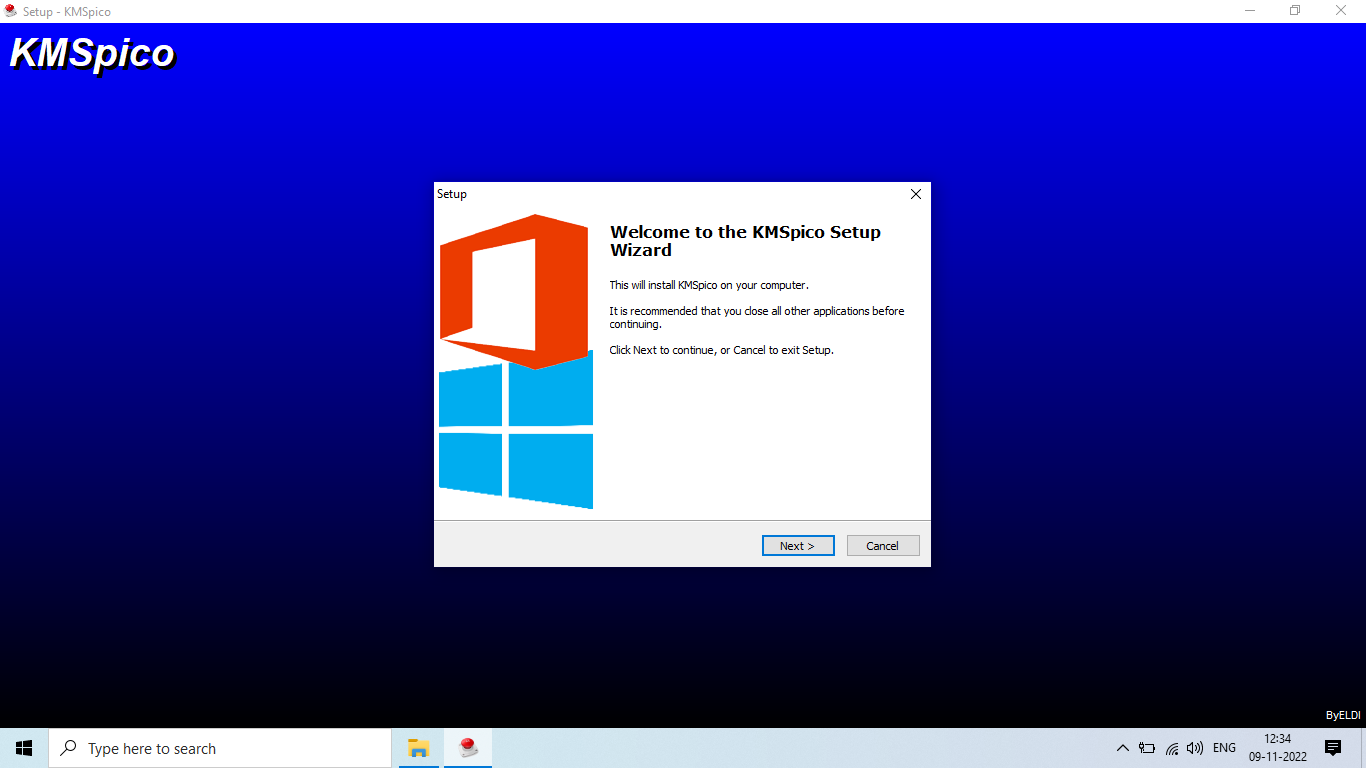 Setup - KMSpico
KMSpico
Setup
Welcome to the KMSpico Setup
Wizard
This will install KMSpico on your computer.
It is recommended that you close all other applications before
continuing.
Click Next to continue, or Cancel to exit Setup.
Next >
Cancel
ByELDI
Type here to search
ENG
12:34
09-11-2022